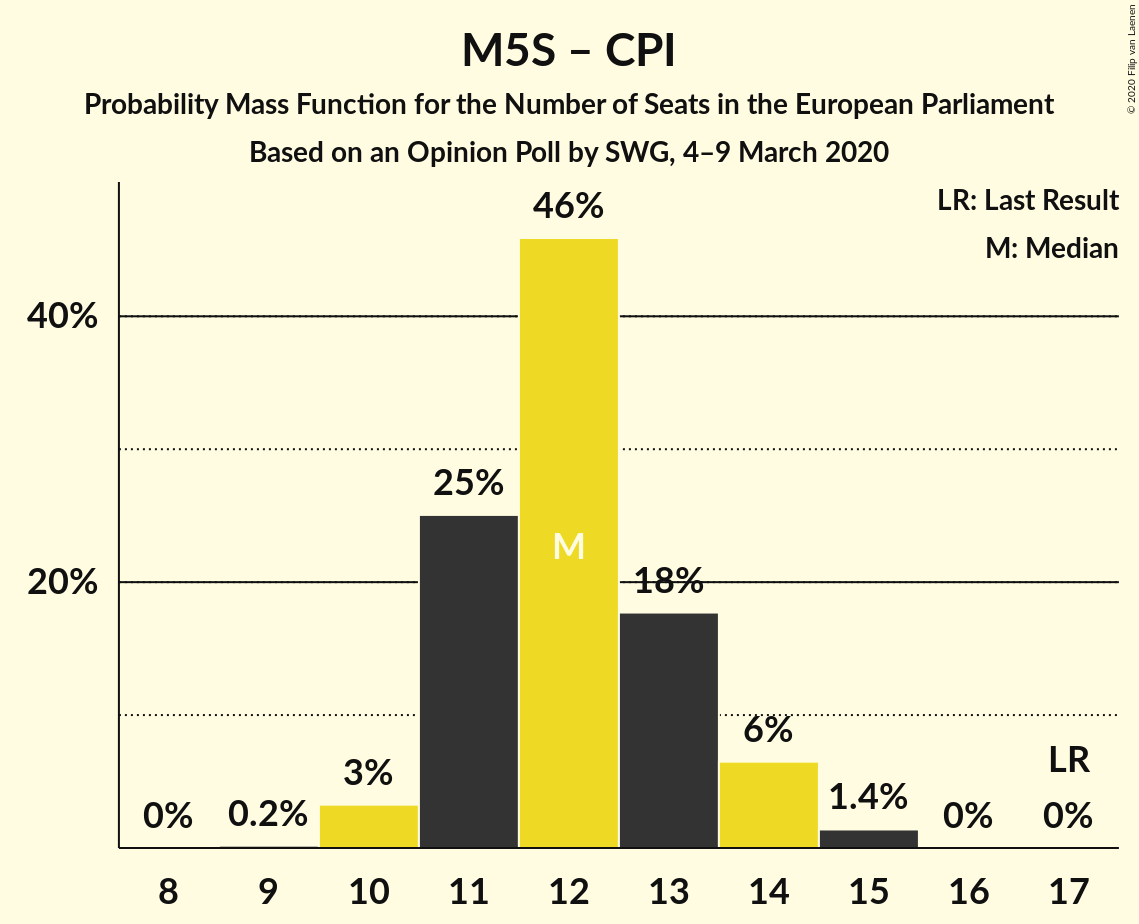 M5S – CPI
Probability Mass Function for the Number of Seats in the European Parliament
Based on an Opinion Poll by SWG, 4–9 March 2020
© 2020 Filip van Laenen
LR: Last Result
M: Median
46%
40%
25%
M
20%
18%
6%
LR
3%
1.4%
0%
0.2%
0%
0%
8 9 10 11 12 13 14 15 16 17